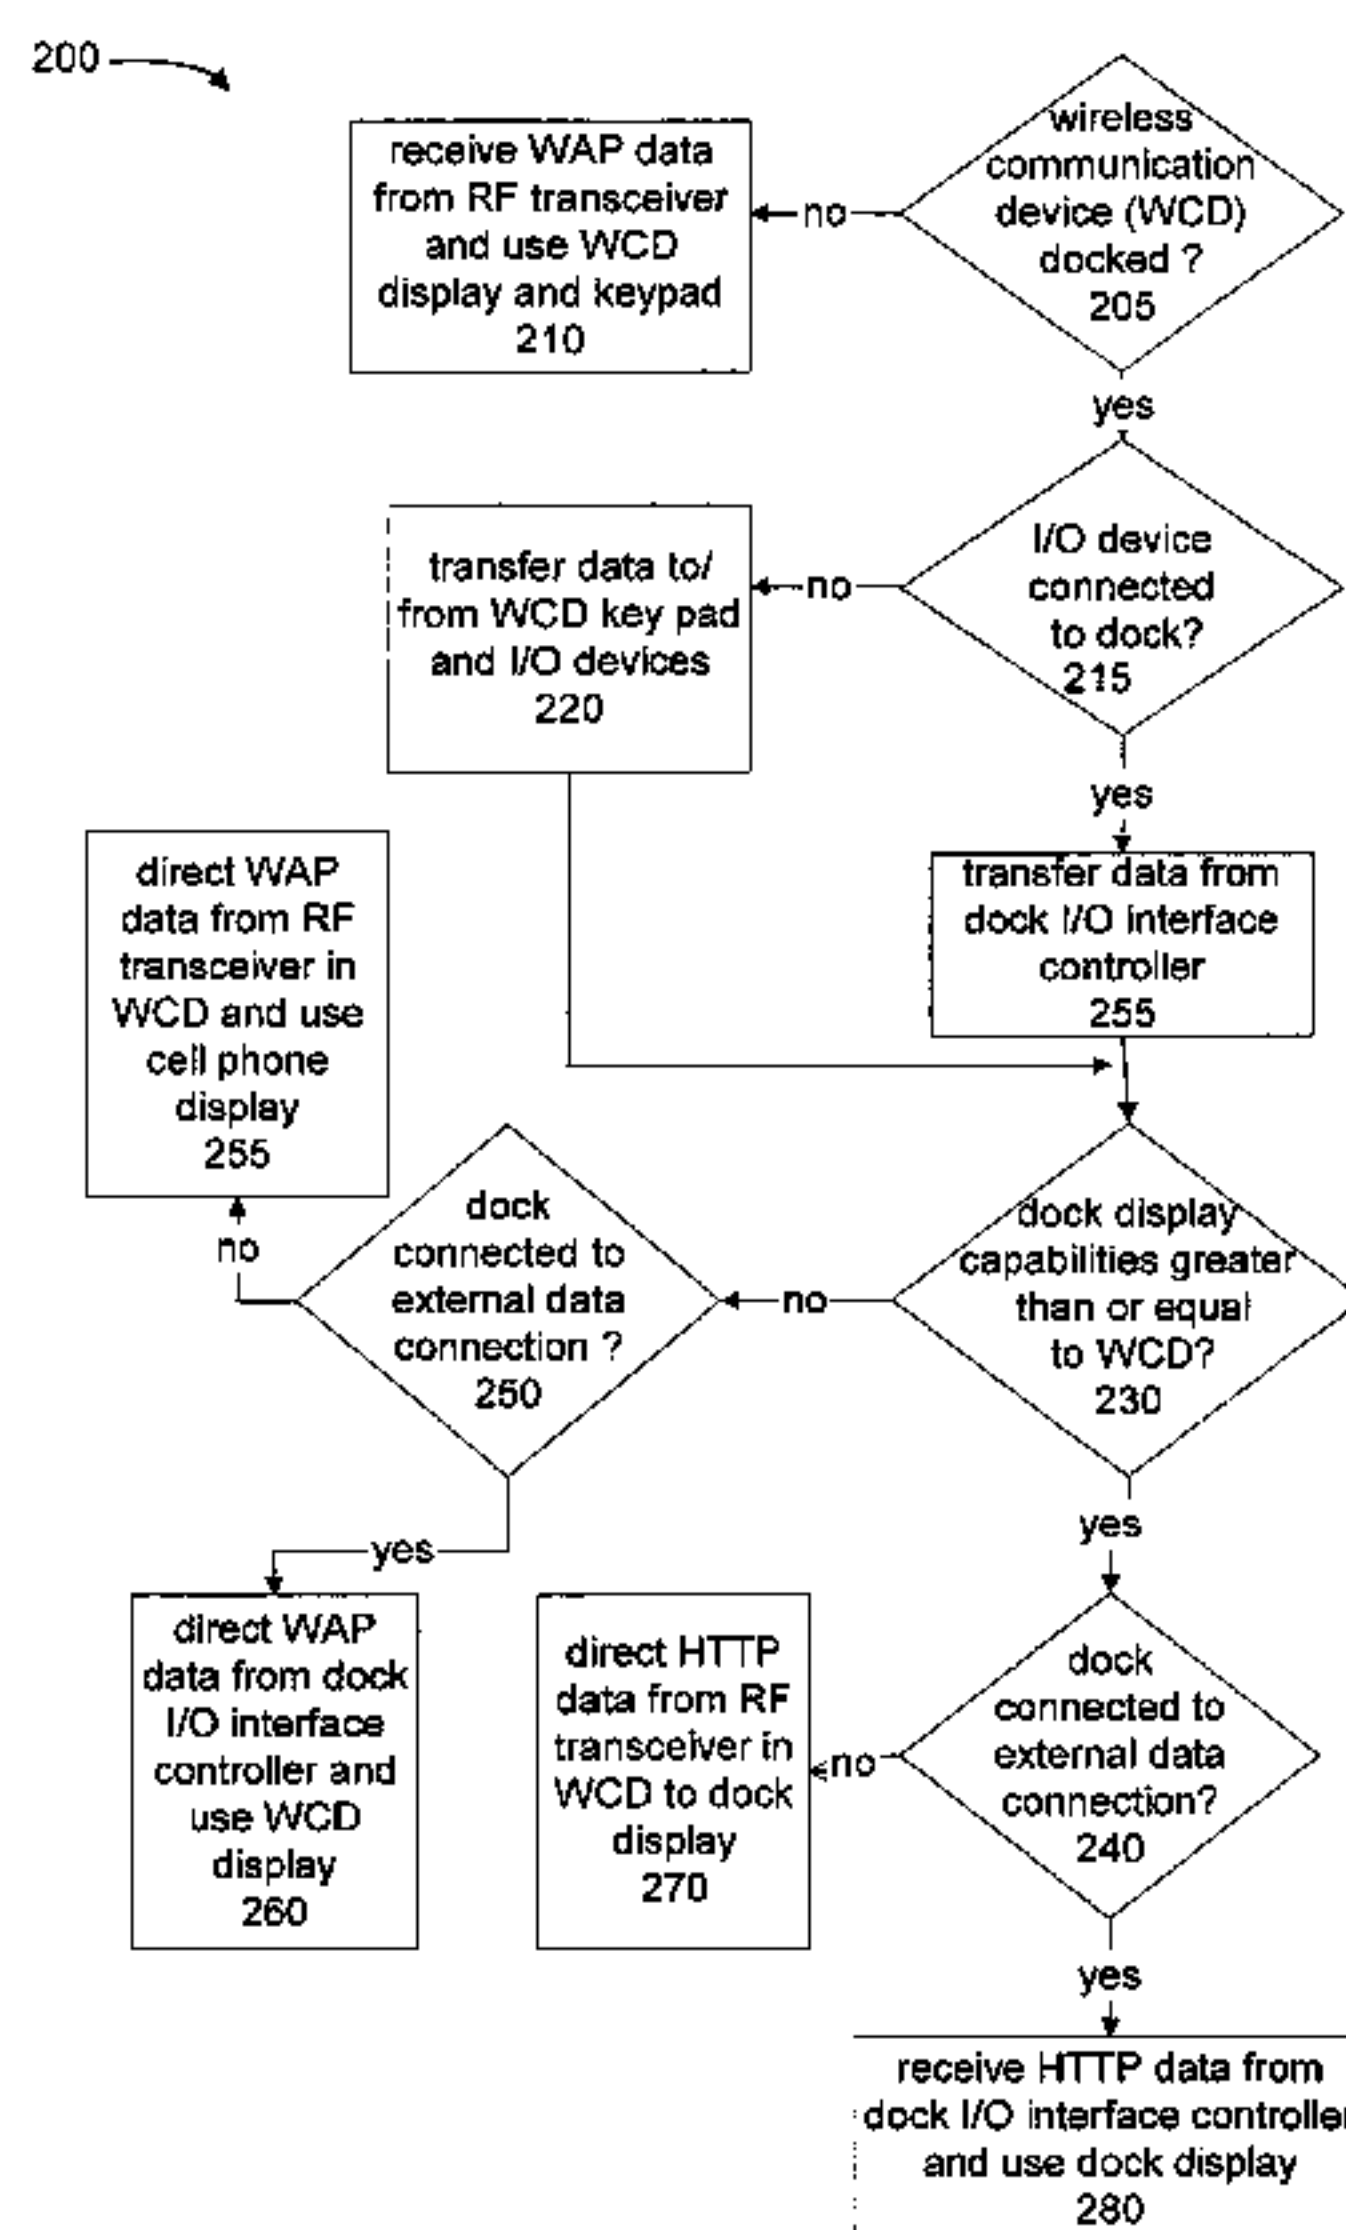 200
wireless
communication
device (WCD)
docked ?
205
no
receive WAP data
from RF transceiver
and use WCD
display and keypad
210
yes
I/O device
connected
to dock?
215
no
transfer data to/
from WCD key pad
and I/O devices
220
yes
transfer data from
dock I/O interface
controller
255
direct WAP
data from RF
transceiver in
WCD and use
cell phone
display
255
dock display
capabilities greater
than or equal
to WCD?
230
no
dock
connected to
external data
connection ?
250
no
yes
direct WAP
data from dock
I/O interface
controller and
use WCD
display
260
yes
dock
connected to
external data
connection?
240
no
direct HTTP
data from RF
transceiver in
WCD to dock
display
270
yes
receive HTTP data from
dock I/O interface controller
and use dock display
280